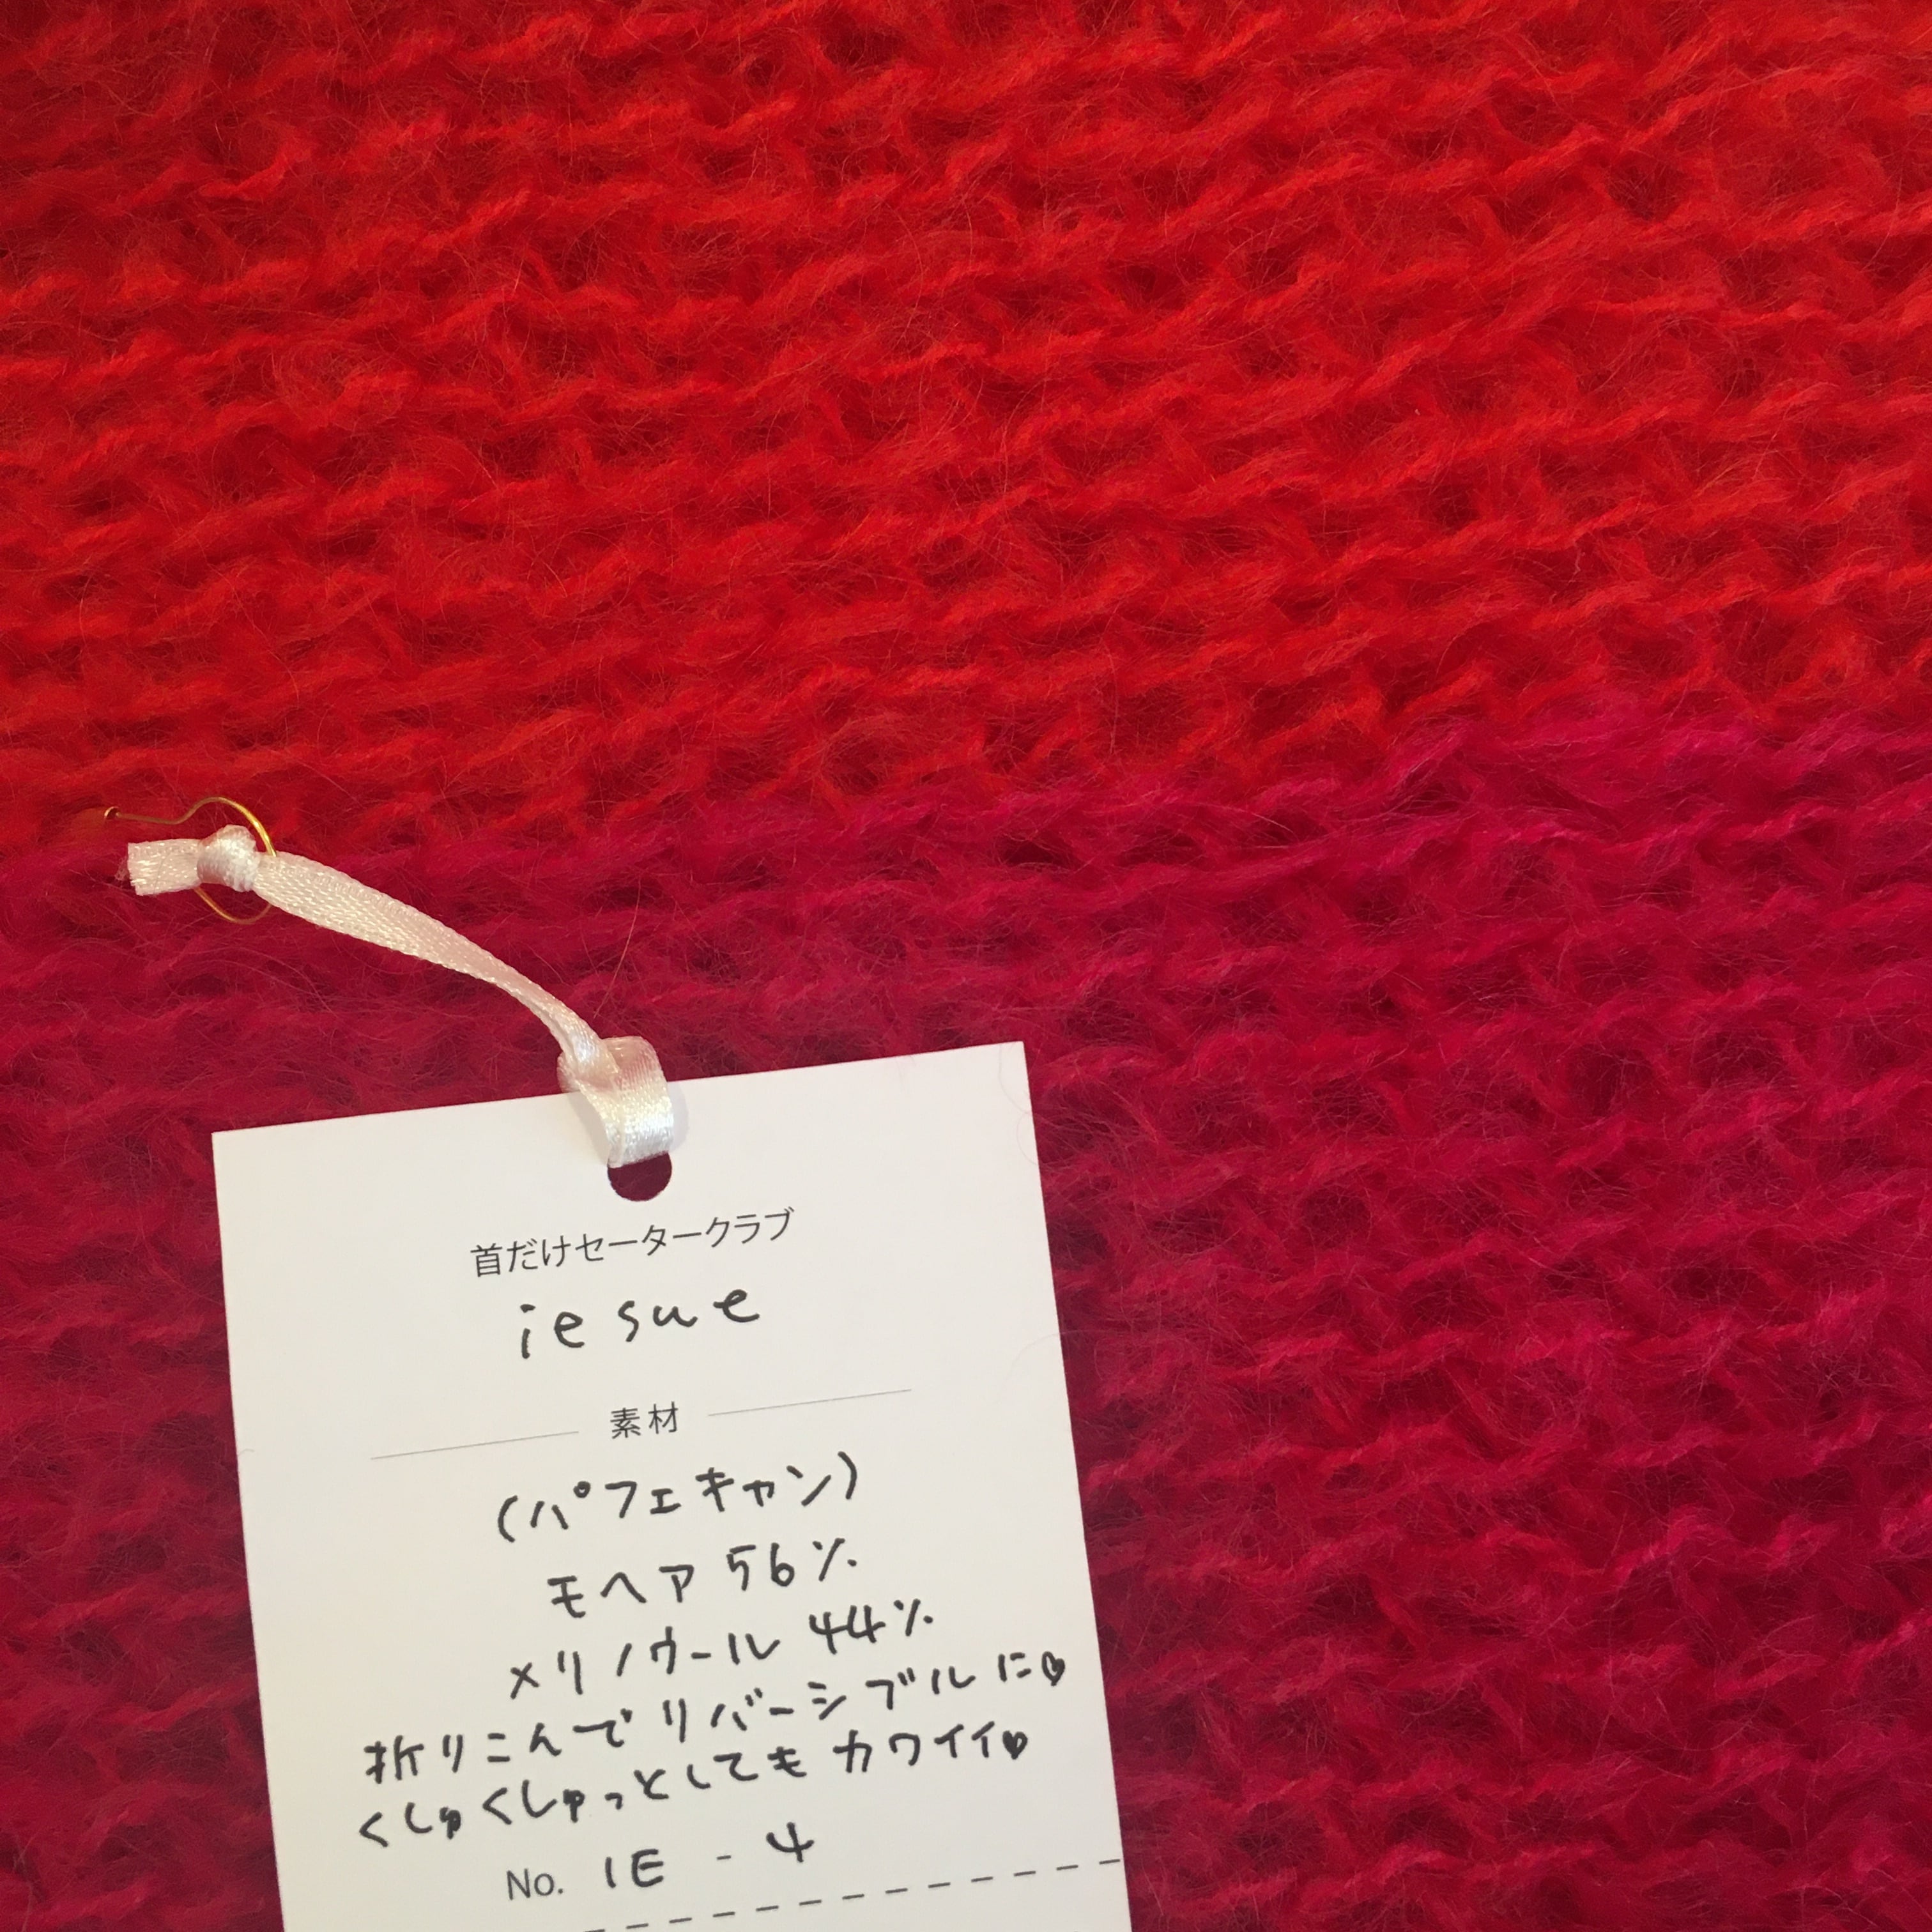 首だけセータークラブ
ie sue
素材
(パフェキャン)
モヘア 56%
メリノウール 44%
折りこんでリバーシブルに♡
くしゅくしゅっとしてもカワイイ♥
No. IE - 4